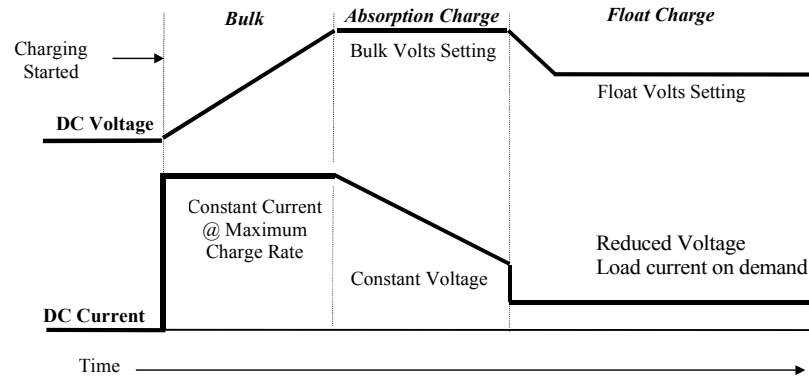 Bulk
Absorption Charge
Float Charge
Charging
Started
Bulk Volts Setting
Float Volts Setting
DC Voltage
Constant Current
@ Maximum
Charge Rate
Constant Voltage
Reduced Voltage
Load current on demand
DC Current
Time